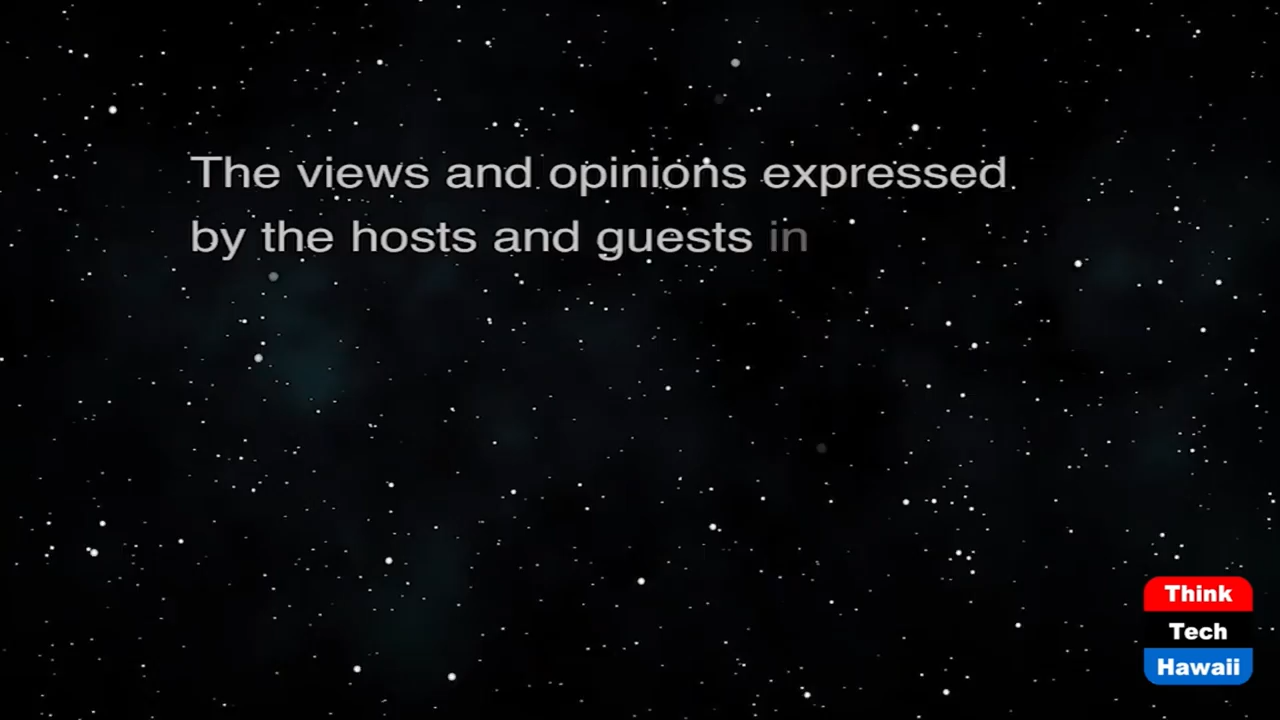 The views and opinions expressed
by the hosts and guests in
Think
Tech
Hawaii